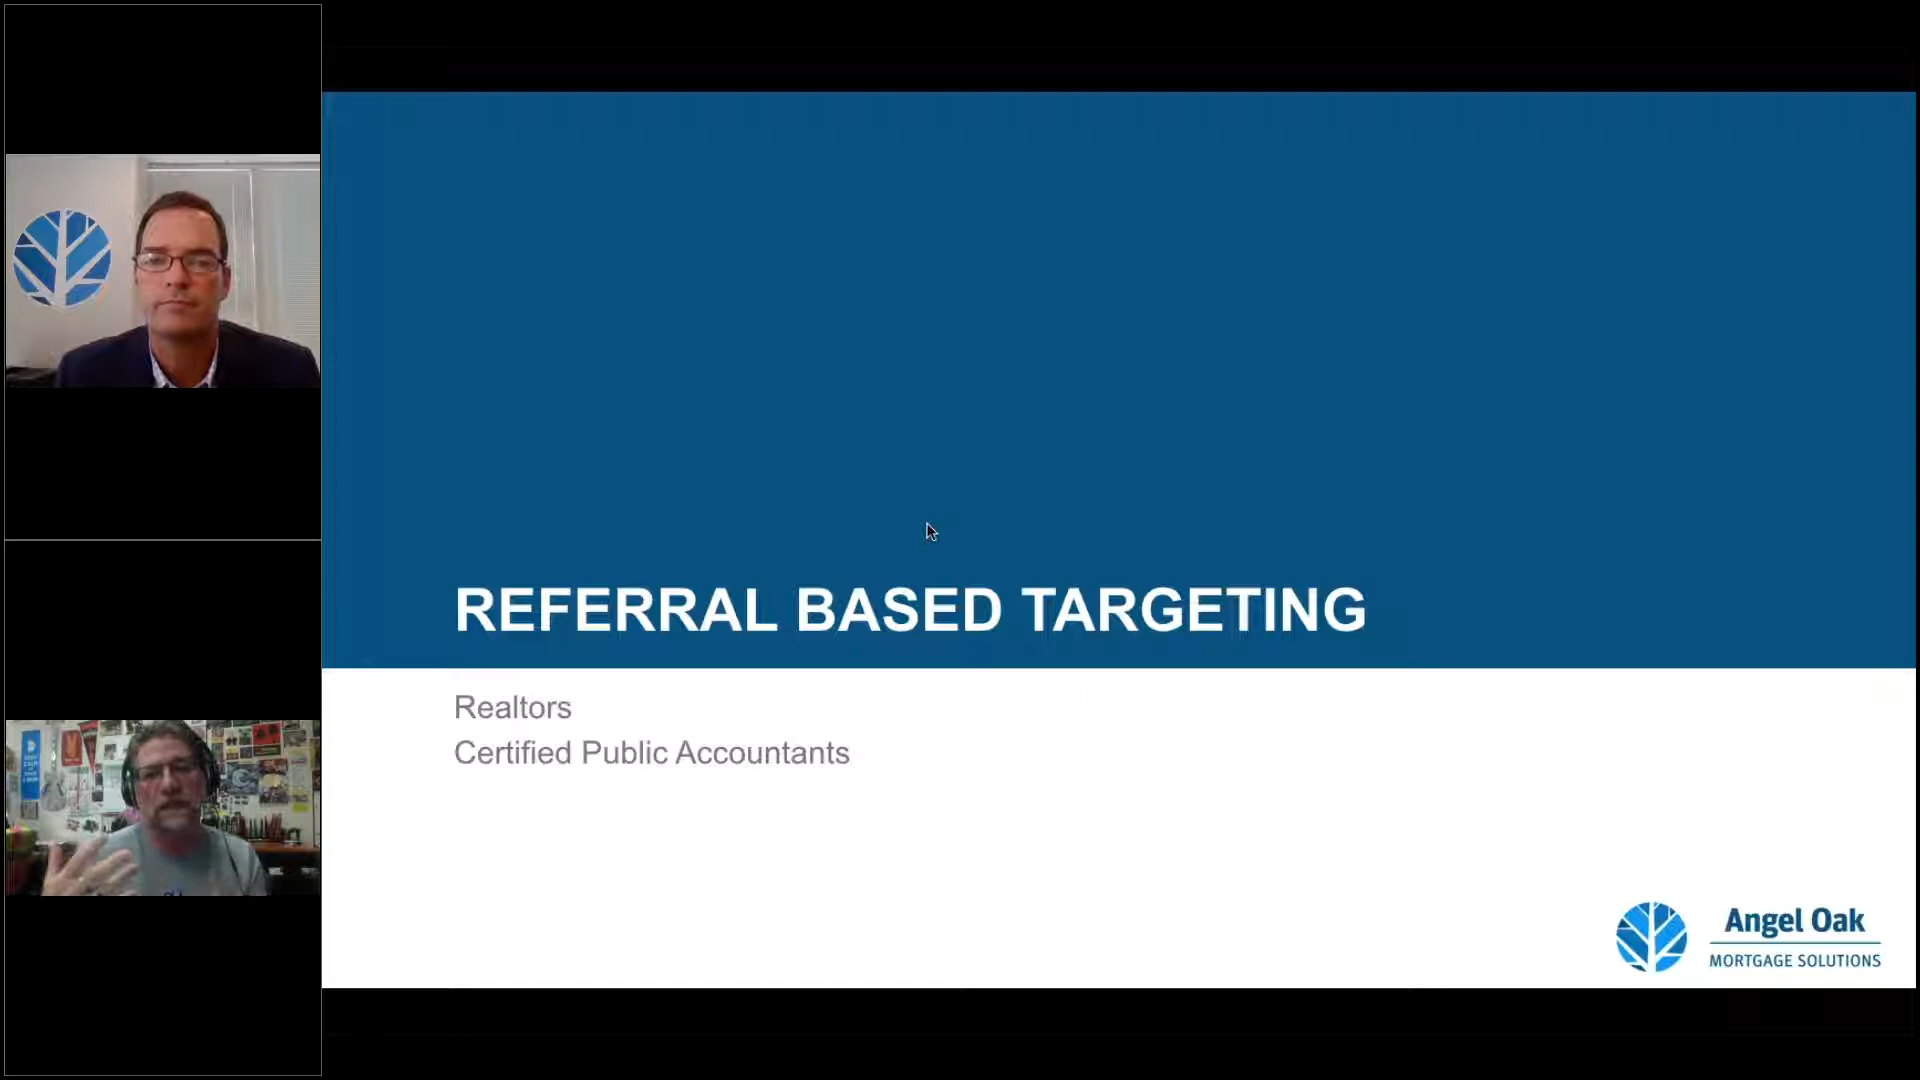 REFERRAL BASED TARGETING
Realtors
Certified Public Accountants
Angel Oak
MORTGAGE SOLUTIONS